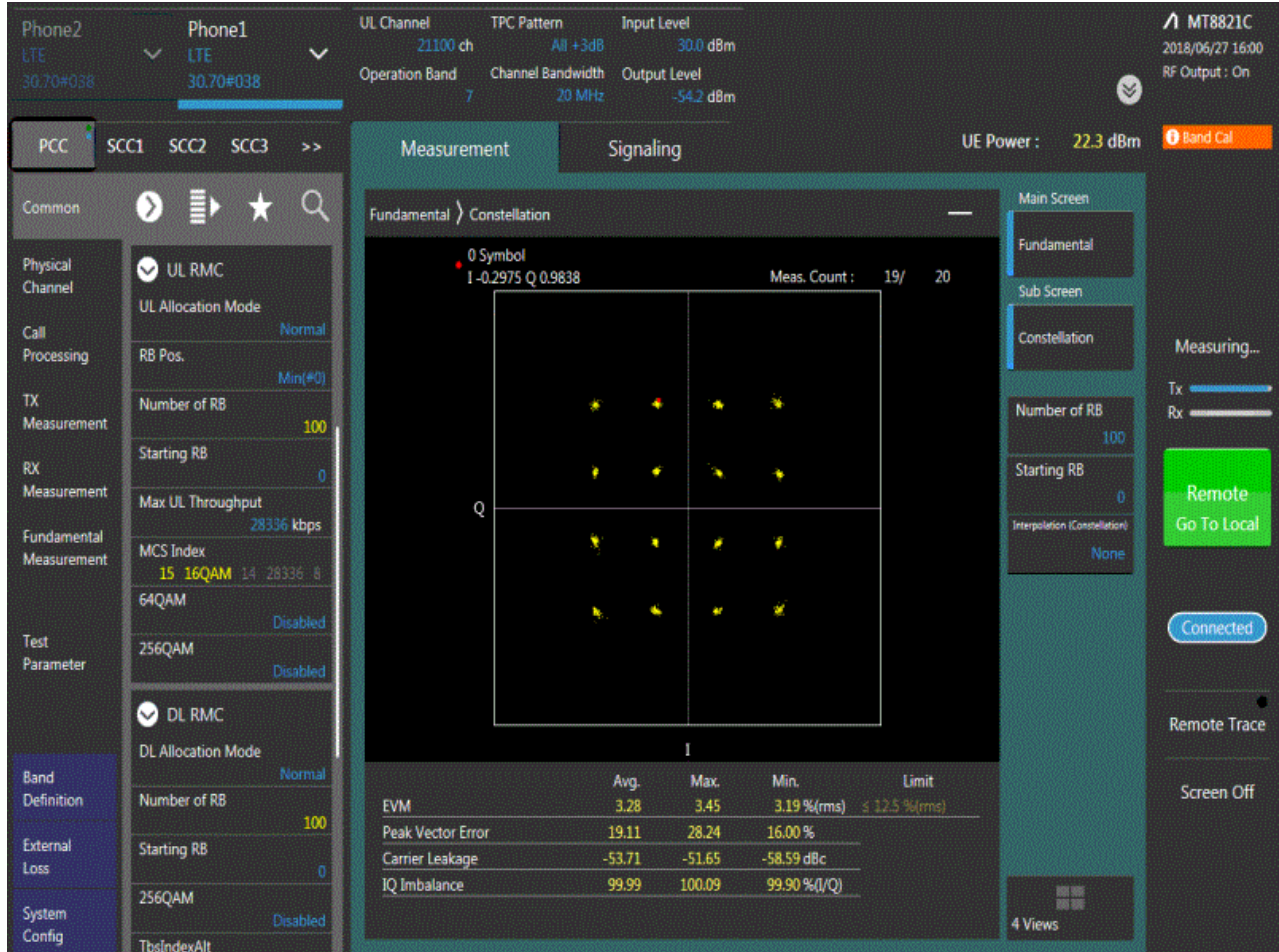 Phone2
LTE
30.70#038
Phone1
LTE
30.70#038
UL Channel
21100 ch
TPC Pattern
All +3dB
Input Level
30.0 dBm
Operation Band
7
Channel Bandwidth
20 MHz
Output Level
-54.2 dBm
MT8821C
2018/06/27 16:00
RF Output : On
PCC SCC1 SCC2 SCC3 >>
Measurement
Signaling
UE Power : 22.3 dBm
Band Cal
Common
Physical
Channel
Call
Processing
TX
Measurement
RX
Measurement
Fundamental
Measurement
Test
Parameter
Band
Definition
External
Loss
System
Config
UL RMC
UL Allocation Mode
Normal
RB Pos.
Min(#0)
Number of RB
100
Starting RB
0
Max UL Throughput
28336 kbps
MCS Index
15 16QAM 14 28336 8
64QAM
Disabled
256QAM
Disabled
DL RMC
DL Allocation Mode
Normal
Number of RB
100
Starting RB
0
256QAM
Disabled
TbsIndexAlt
Fundamental 〉 Constellation
0 Symbol
I -0.2975 Q 0.9838
Meas. Count : 19/ 20
Q
I
Avg. Max. Min. Limit
EVM 3.28 3.45 3.19 %(rms) ≤ 12.5 %(rms)
Peak Vector Error 19.11 28.24 16.00 %
Carrier Leakage -53.71 -51.65 -58.59 dBc
IQ Imbalance 99.99 100.09 99.90 %(I/Q)
Main Screen
Fundamental
Sub Screen
Constellation
Number of RB
100
Starting RB
0
Interpolation (Constellation)
None
4 Views
Measuring...
Tx
Rx
Remote
Go To Local
Connected
Remote Trace
Screen Off